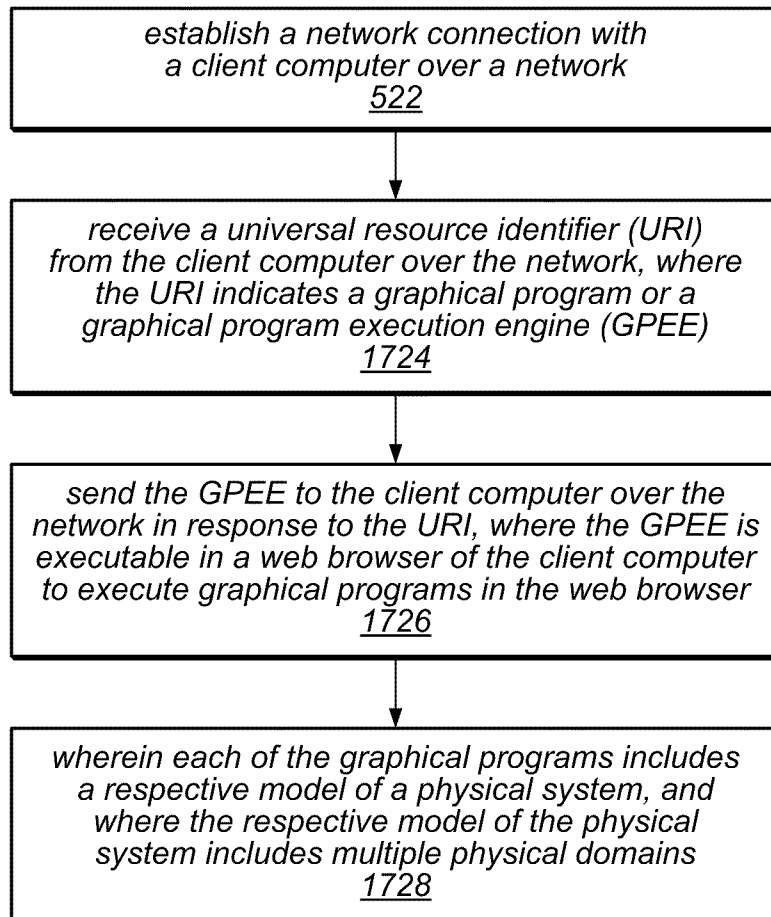 establish a network connection with
a client computer over a network
522
receive a universal resource identifier (URI)
from the client computer over the network, where
the URI indicates a graphical program or a
graphical program execution engine (GPEE)
1724
send the GPEE to the client computer over the
network in response to the URI, where the GPEE is
executable in a web browser of the client computer
to execute graphical programs in the web browser
1726
wherein each of the graphical programs includes
a respective model of a physical system, and
where the respective model of the physical
system includes multiple physical domains
1728